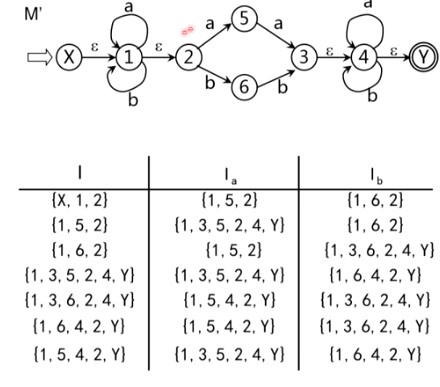 M'
a a
X ε 1 ε 2 a 5 a 3 ε 4 ε Y
b 6 b
b b
I I a I b
{X, 1, 2} {1, 5, 2} {1, 6, 2}
{1, 5, 2} {1, 3, 5, 2, 4, Y} {1, 6, 2}
{1, 6, 2} {1, 5, 2} {1, 3, 6, 2, 4, Y}
{1, 3, 5, 2, 4, Y} {1, 3, 5, 2, 4, Y} {1, 6, 4, 2, Y}
{1, 3, 6, 2, 4, Y} {1, 5, 4, 2, Y} {1, 3, 6, 2, 4, Y}
{1, 6, 4, 2, Y} {1, 5, 4, 2, Y} {1, 3, 6, 2, 4, Y}
{1, 5, 4, 2, Y} {1, 3, 5, 2, 4, Y} {1, 6, 4, 2, Y}